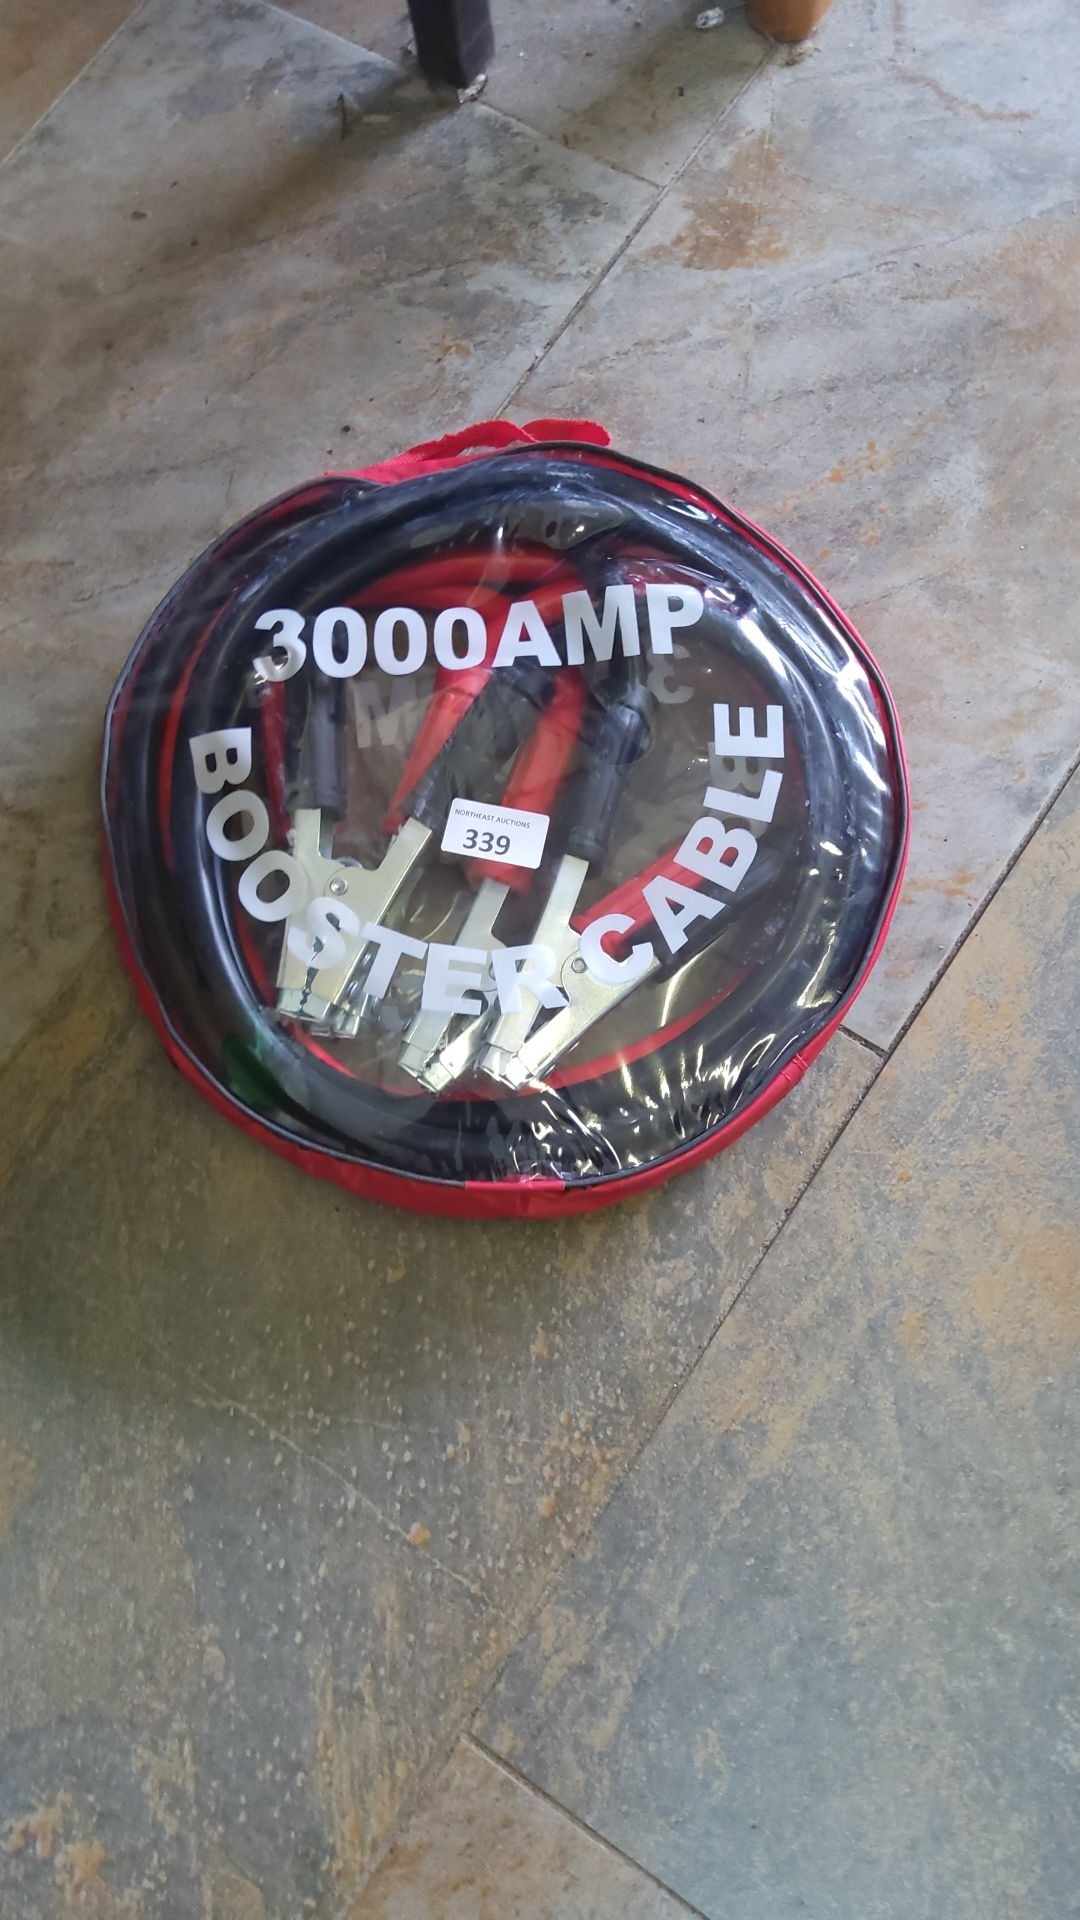 3000AMP
NORTHEAST AUCTIONS
339
BOOSTER CABLE